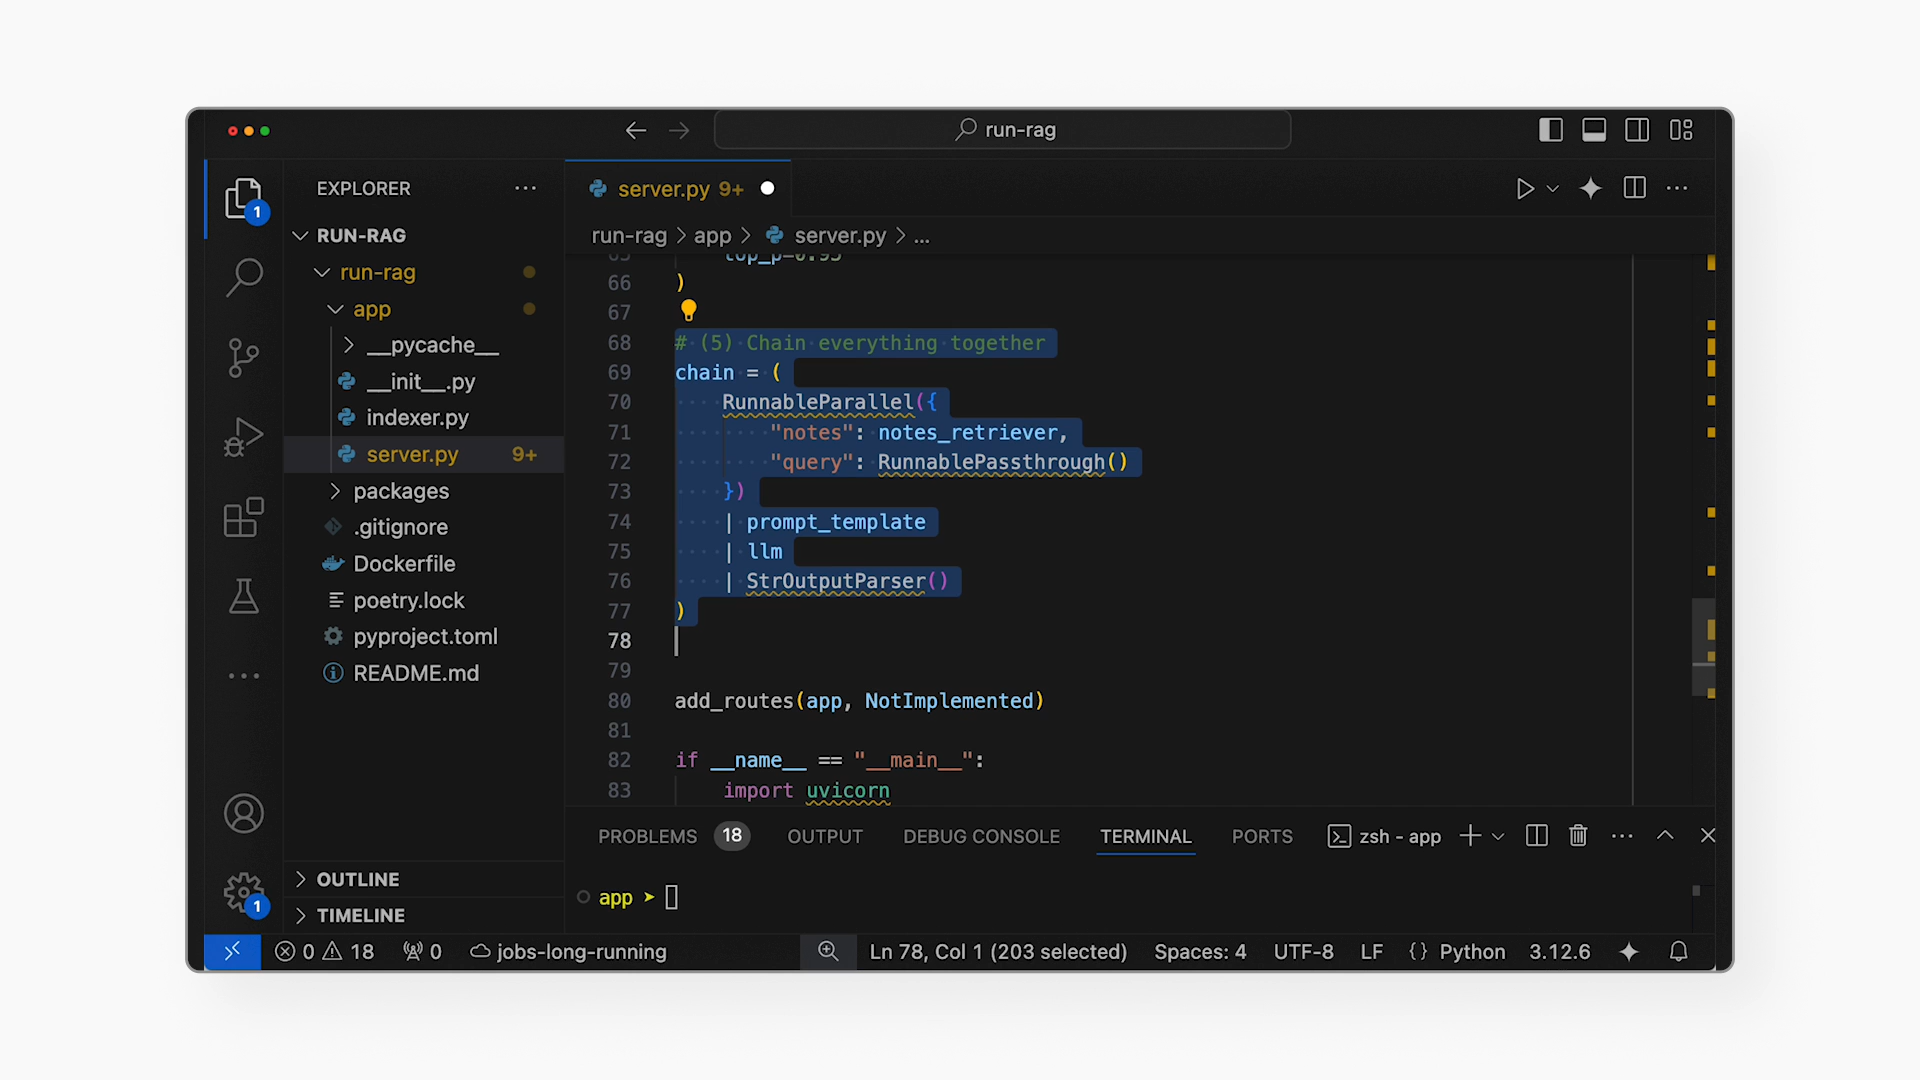 run-rag
EXPLORER
RUN-RAG
run-rag
app
__pycache__
__init__.py
indexer.py
server.py 9+
packages
.gitignore
Dockerfile
poetry.lock
pyproject.toml
README.md
OUTLINE
TIMELINE
1
1
server.py 9+
run-rag > app > server.py > ...
65 top_p=0.95
66 )
67
68 # (5) Chain everything together
69 chain = (
70 RunnableParallel({
71 "notes": notes_retriever,
72 "query": RunnablePassthrough()
73 })
74 | prompt_template
75 | llm
76 | StrOutputParser()
77 )
78
79
80 add_routes(app, NotImplemented)
81
82 if __name__ == "__main__":
83 import uvicorn
PROBLEMS 18 OUTPUT DEBUG CONSOLE TERMINAL PORTS zsh - app
app
0 18 0 jobs-long-running Ln 78, Col 1 (203 selected) Spaces: 4 UTF-8 LF {} Python 3.12.6